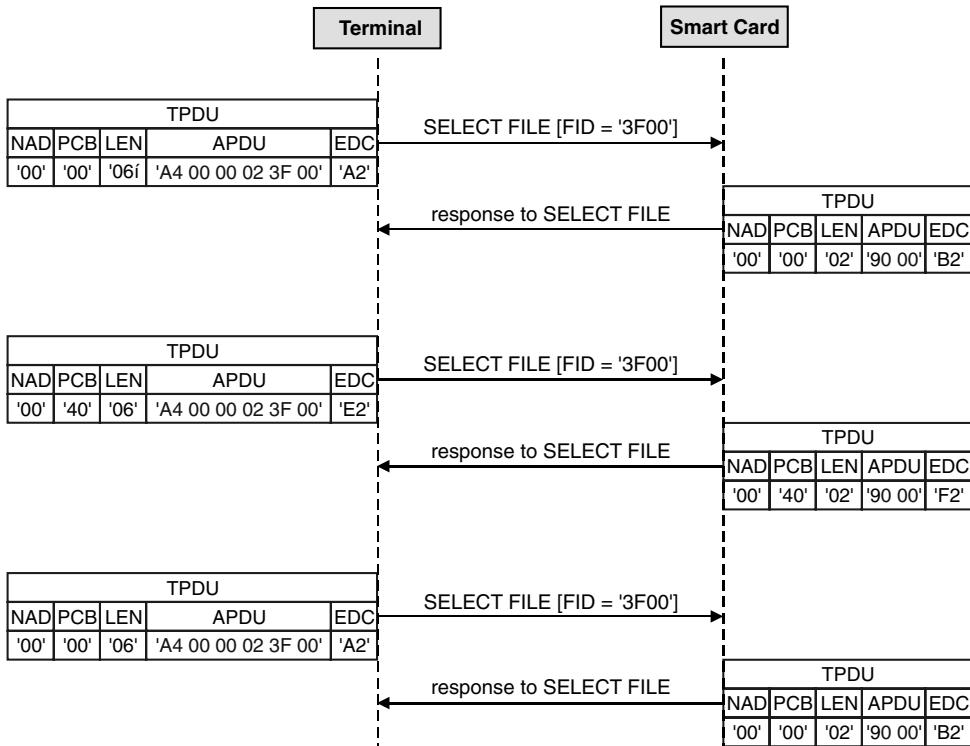 Terminal
Smart Card
TPDU
SELECT FILE [FID = '3F00']
NAD PCB LEN APDU EDC
'00' '00' '06í 'A4 00 00 02 3F 00' 'A2'
response to SELECT FILE
TPDU
NAD PCB LEN APDU EDC
'00' '00' '02' '90 00' 'B2'
TPDU
SELECT FILE [FID = '3F00']
NAD PCB LEN APDU EDC
'00' '40' '06' 'A4 00 00 02 3F 00' 'E2'
response to SELECT FILE
TPDU
NAD PCB LEN APDU EDC
'00' '40' '02' '90 00' 'F2'
TPDU
SELECT FILE [FID = '3F00']
NAD PCB LEN APDU EDC
'00' '00' '06' 'A4 00 00 02 3F 00' 'A2'
response to SELECT FILE
TPDU
NAD PCB LEN APDU EDC
'00' '00' '02' '90 00' 'B2'